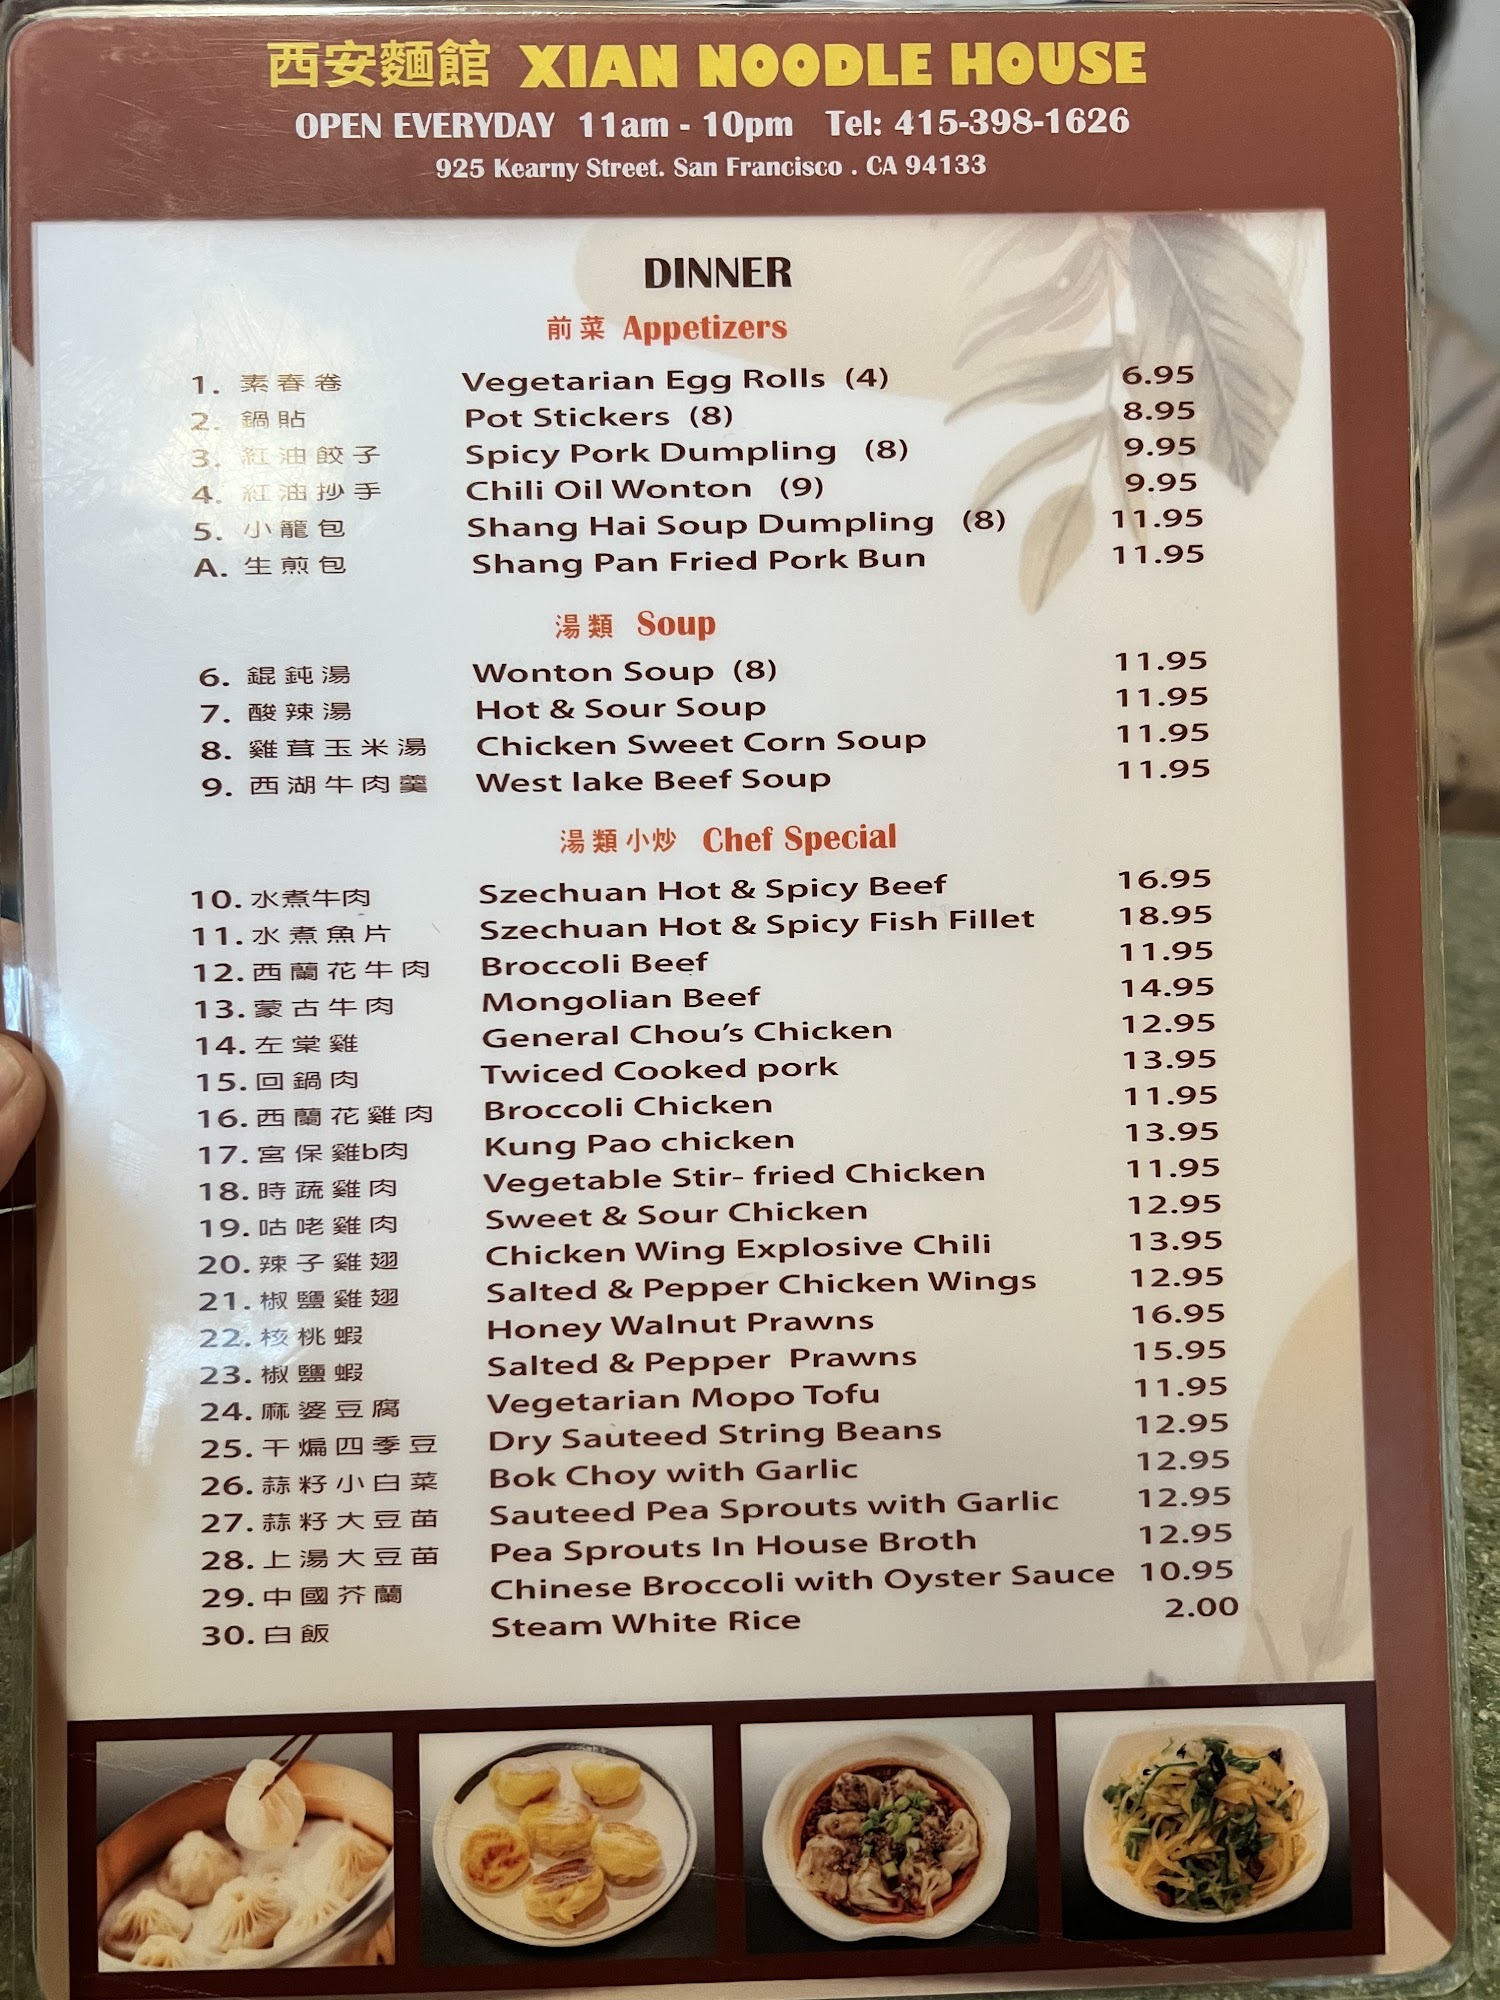 西安麵館 XIAN NOODLE HOUSE
OPEN EVERYDAY 11am - 10pm Tel: 415-398-1626
925 Kearny Street. San Francisco . CA 94133
DINNER
前菜 Appetizers
1. 素春卷 Vegetarian Egg Rolls (4) 6.95
2. 鍋貼 Pot Stickers (8) 8.95
3. 紅油餃子 Spicy Pork Dumpling (8) 9.95
4. 紅油抄手 Chili Oil Wonton (9) 9.95
5. 小籠包 Shang Hai Soup Dumpling (8) 11.95
A. 生煎包 Shang Pan Fried Pork Bun 11.95
湯類 Soup
6. 錕鈍湯 Wonton Soup (8) 11.95
7. 酸辣湯 Hot & Sour Soup 11.95
8. 雞茸玉米湯 Chicken Sweet Corn Soup 11.95
9. 西湖牛肉羹 West lake Beef Soup 11.95
湯類小炒 Chef Special
10. 水煮牛肉 Szechuan Hot & Spicy Beef 16.95
11. 水煮魚片 Szechuan Hot & Spicy Fish Fillet 18.95
12. 西蘭花牛肉 Broccoli Beef 11.95
13. 蒙古牛肉 Mongolian Beef 14.95
14. 左棠雞 General Chou's Chicken 12.95
15. 回鍋肉 Twiced Cooked pork 13.95
16. 西蘭花雞肉 Broccoli Chicken 11.95
17. 宮保雞b肉 Kung Pao chicken 13.95
18. 時蔬雞肉 Vegetable Stir- fried Chicken 11.95
19. 咕咾雞肉 Sweet & Sour Chicken 12.95
20. 辣子雞翅 Chicken Wing Explosive Chili 13.95
21. 椒鹽雞翅 Salted & Pepper Chicken Wings 12.95
22. 核桃蝦 Honey Walnut Prawns 16.95
23. 椒鹽蝦 Salted & Pepper Prawns 15.95
24. 麻婆豆腐 Vegetarian Mopo Tofu 11.95
25. 干煸四季豆 Dry Sauteed String Beans 12.95
26. 蒜籽小白菜 Bok Choy with Garlic 12.95
27. 蒜籽大豆苗 Sauteed Pea Sprouts with Garlic 12.95
28. 上湯大豆苗 Pea Sprouts In House Broth 12.95
29. 中國芥蘭 Chinese Broccoli with Oyster Sauce 10.95
30. 白飯 Steam White Rice 2.00